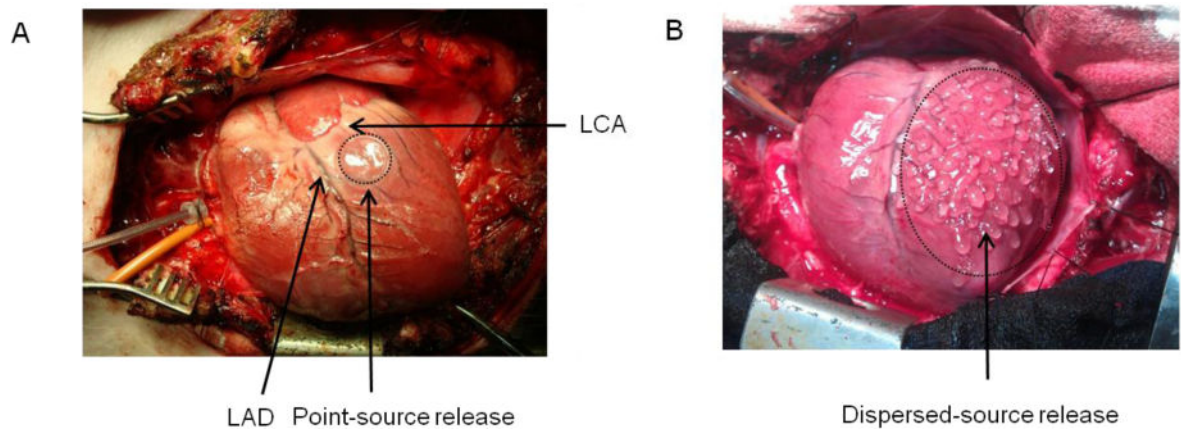 A
B
LCA
LAD
Point-source release
Dispersed-source release